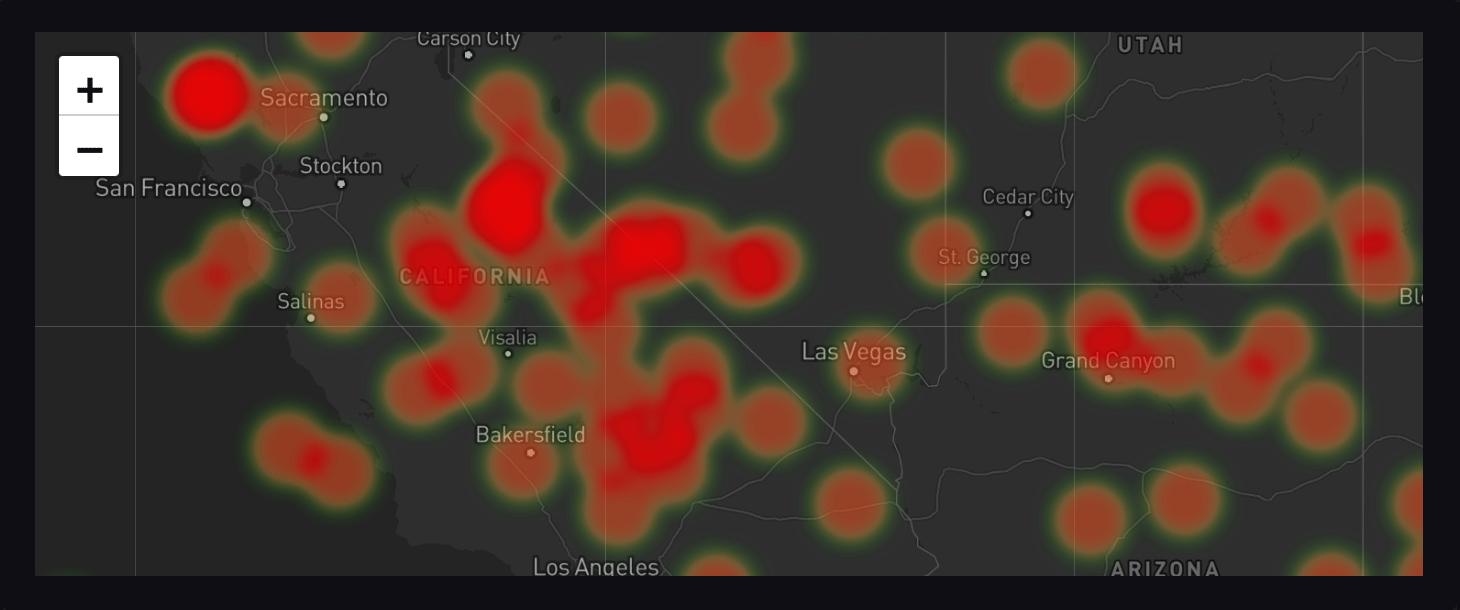 Carson City
UTAH
+
Sacramento
−
Stockton
San Francisco
Cedar City
St. George
CALIFORNIA
Salinas
Visalia
Las Vegas
Grand Canyon
Bakersfield
Los Angeles
ARIZONA